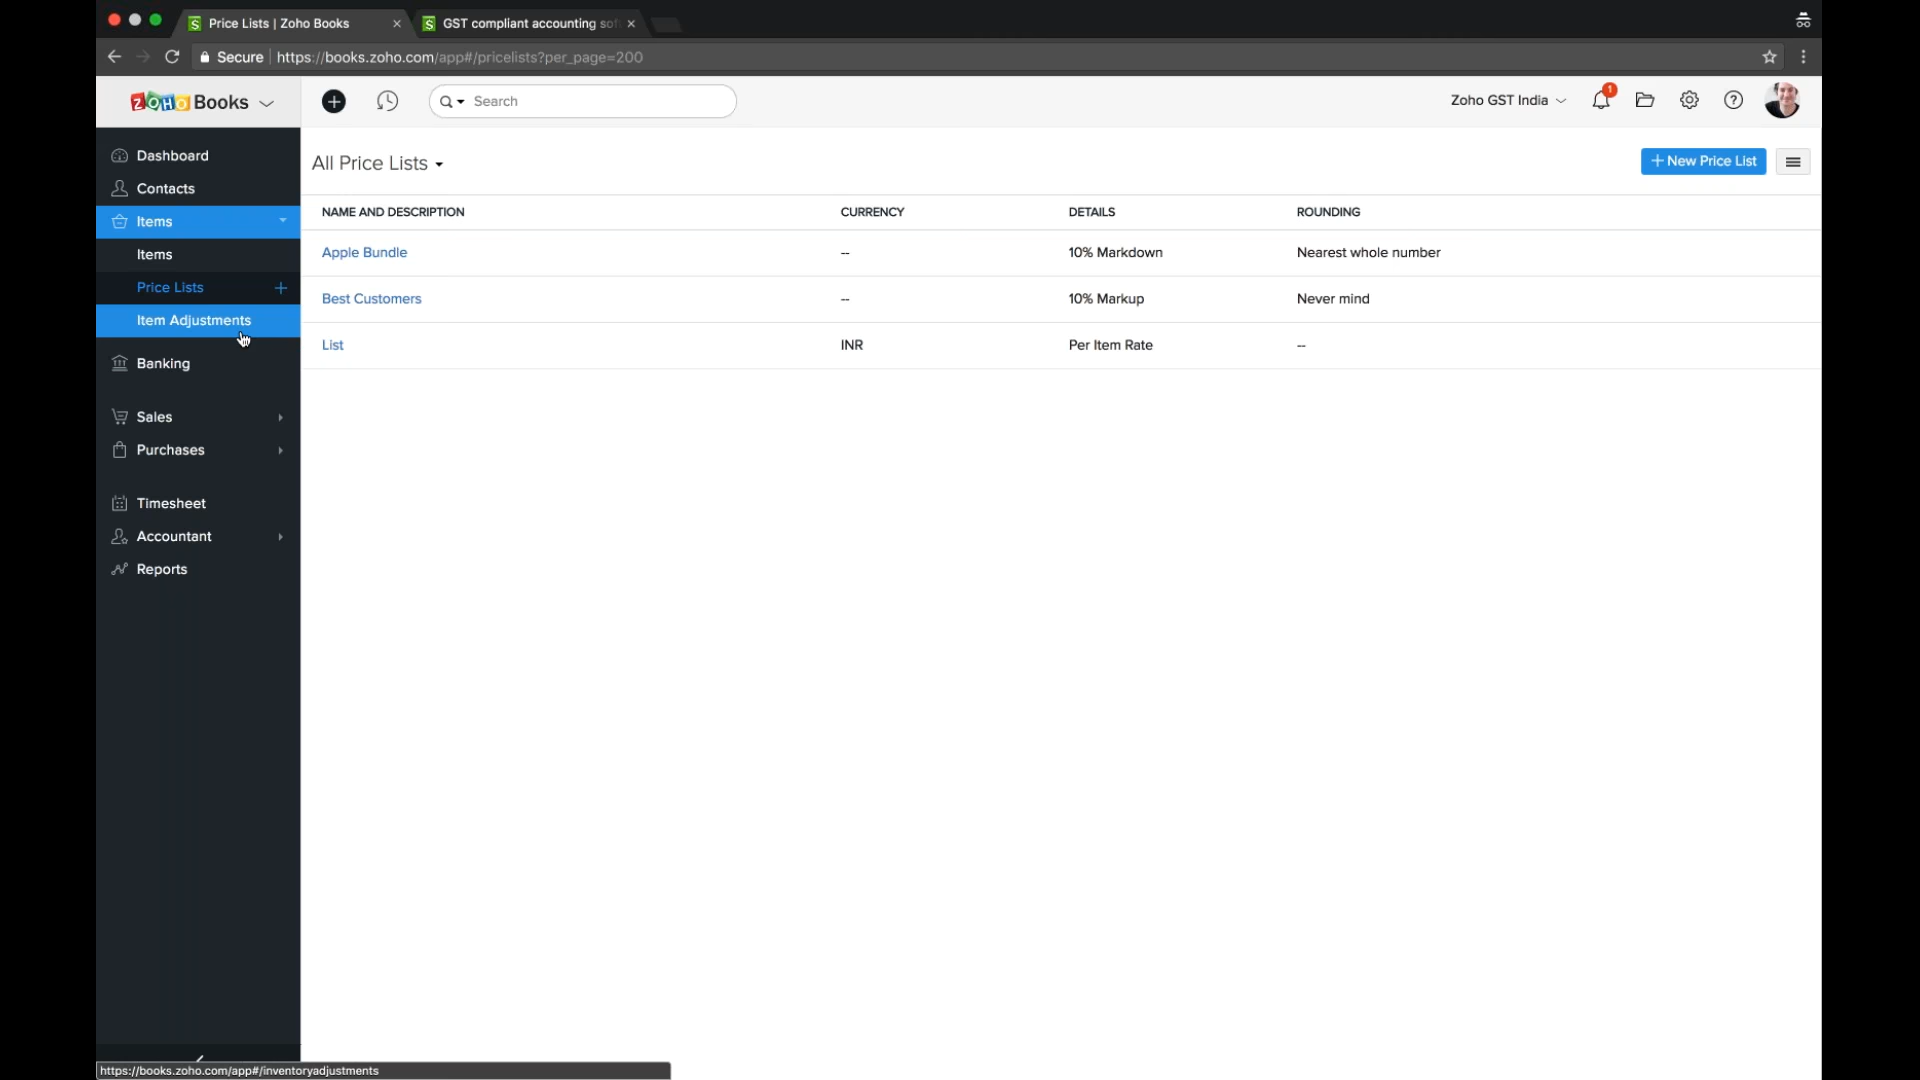 Price Lists | Zoho Books
GST compliant accounting sof
Secure https://books.zoho.com/app#/pricelists?per_page=200
ZOHO Books
Search
Zoho GST India
1
Dashboard
Contacts
Items
Items
Price Lists
Item Adjustments
Banking
Sales
Purchases
Timesheet
Accountant
Reports
All Price Lists
+ New Price List
NAME AND DESCRIPTION CURRENCY DETAILS ROUNDING
Apple Bundle -- 10% Markdown Nearest whole number
Best Customers -- 10% Markup Never mind
List INR Per Item Rate --
https://books.zoho.com/app#/inventoryadjustments